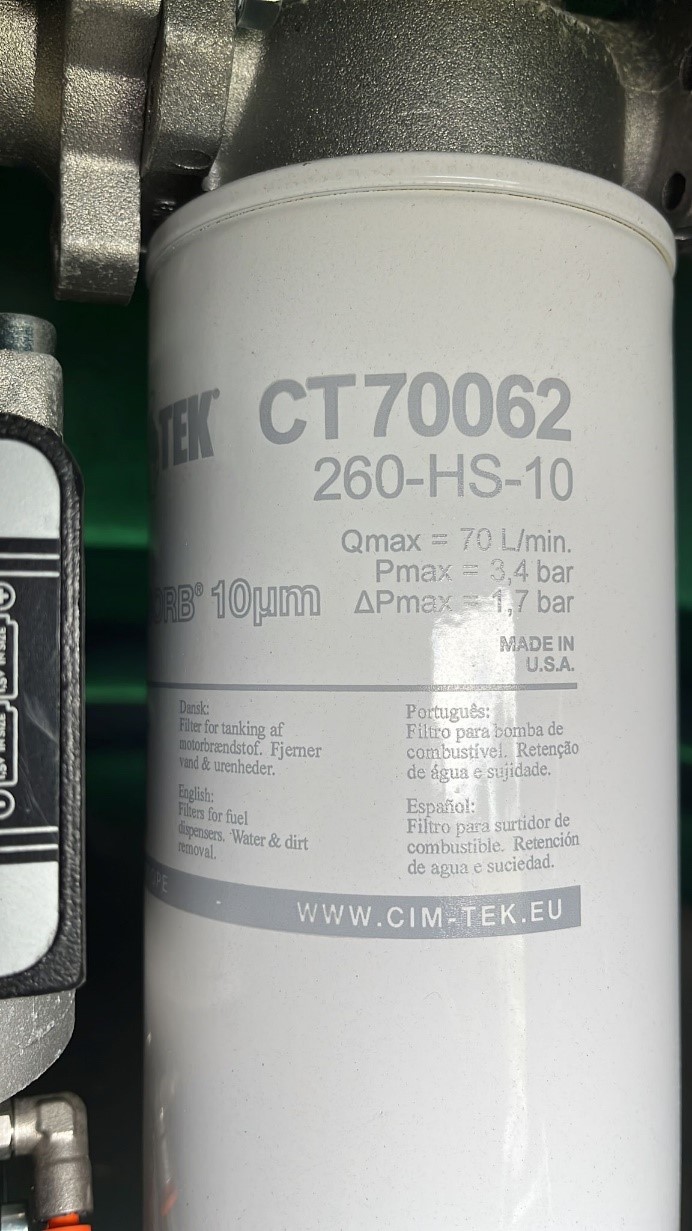 TEK® CT70062
260-HS-10
Qmax = 70 L/min.
Pmax = 3,4 bar
ORB® 10µm ΔPmax = 1,7 bar
MADE IN
U.S.A.
Dansk:
Filter for tanking af
motorbrændstof. Fjerner
vand & urenheder.
English:
Filters for fuel
dispensers. Water & dirt
removal.
Português:
Filtro para bomba de
combustível. Retenção
de água e sujidade.
Español:
Filtro para surtidor de
combustible. Retención
de agua e suciedad.
WWW.CIM-TEK.EU